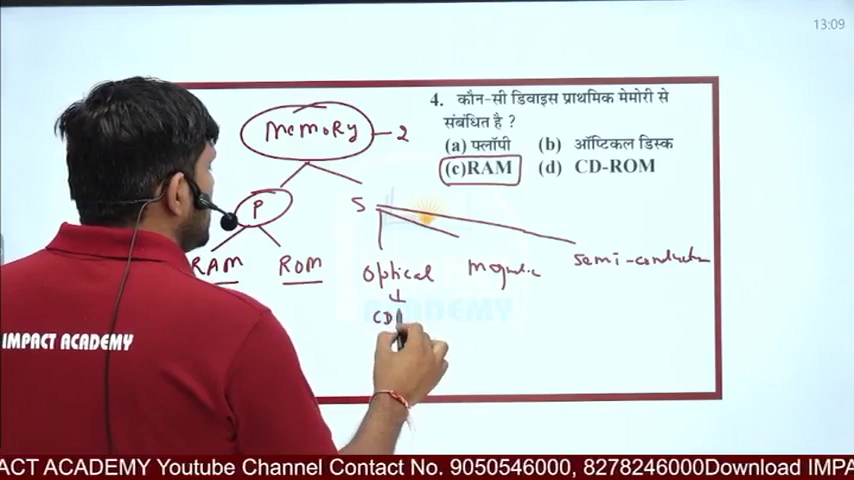 13:09
4. कौन-सी डिवाइस प्राथमिक मेमोरी से
संबंधित है ?
(a) फ्लॉपी (b) ऑप्टिकल डिस्क
(c) RAM (d) CD-ROM
MEMORY - 2
P
S
RAM ROM Optical semi-conductor
CD
ACADEMY
IMPACT ACADEMY
ACT ACADEMY Youtube Channel Contact No. 9050546000, 8278246000Download IMPA